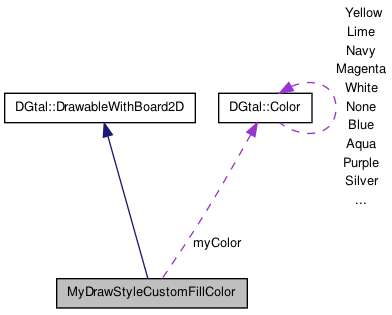 Yellow
Lime
Navy
Magenta
White
None
Blue
Aqua
Purple
Silver
...
DGtal::DrawableWithBoard2D
DGtal::Color
myColor
MyDrawStyleCustomFillColor